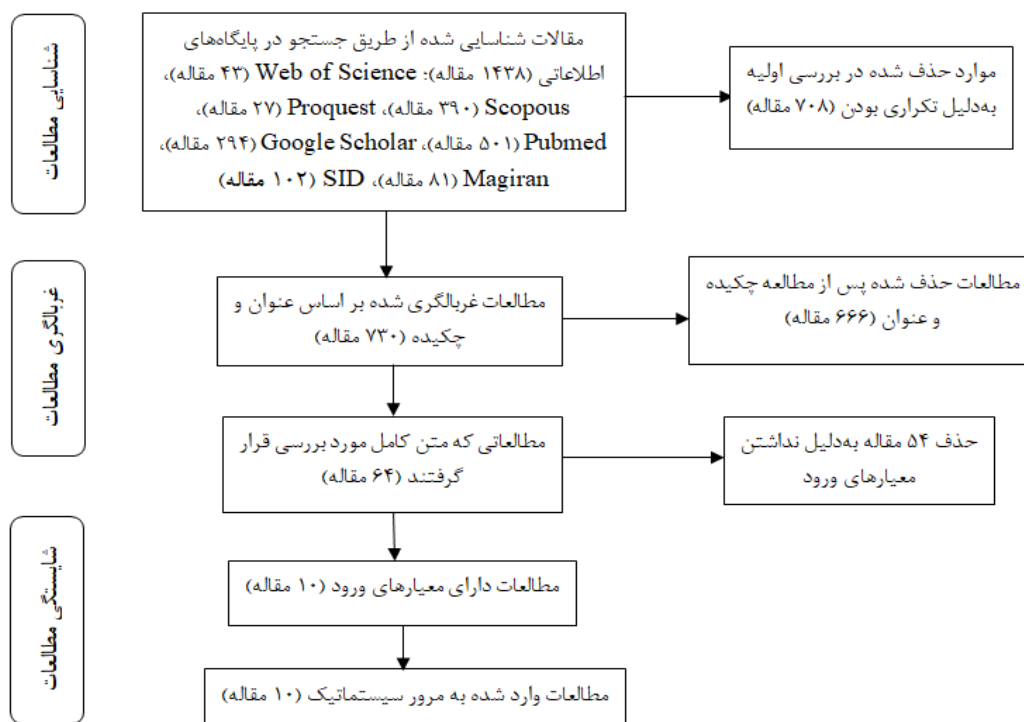 شناسایی مطالعات
مقالات شناسایی شده از طریق جستجو در پایگاه‌های
اطلاعاتی (۱۴۳۸ مقاله): Web of Science (۴۳ مقاله)،
Scopous (۳۹۰ مقاله)، Proquest (۲۷ مقاله)،
Pubmed (۵۰۱ مقاله)، Google Scholar (۲۹۴ مقاله)،
Magiran (۸۱ مقاله)، SID (۱۰۲ مقاله)
موارد حذف شده در بررسی اولیه
به‌دلیل تکراری بودن (۷۰۸ مقاله)
غربالگری مطالعات
مطالعات غربالگری شده بر اساس عنوان و
چکیده (۷۳۰ مقاله)
مطالعات حذف شده پس از مطالعه چکیده
و عنوان (۶۶۶ مقاله)
مطالعاتی که متن کامل مورد بررسی قرار
گرفتند (۶۴ مقاله)
حذف ۵۴ مقاله به‌دلیل نداشتن
معیارهای ورود
شایستگی مطالعات
مطالعات دارای معیارهای ورود (۱۰ مقاله)
مطالعات وارد شده به مرور سیستماتیک (۱۰ مقاله)